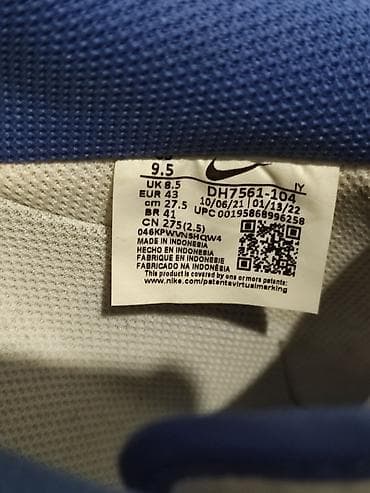 9.5
UK 8.5
EUR 43
cm 27.5
BR 41
CN 275(2.5)
DH7561-104
IY
10/06/21 01/13/22
UPC 00195868996258
046KPWVNSHQW4
MADE IN INDONESIA
HECHO EN INDONESIA
FABRIQUE EN INDONESIE
FABRICADO NA INDONÉSIA
This product is covered by one or more patents. See
www.nike.com/patentsvirtualmarking